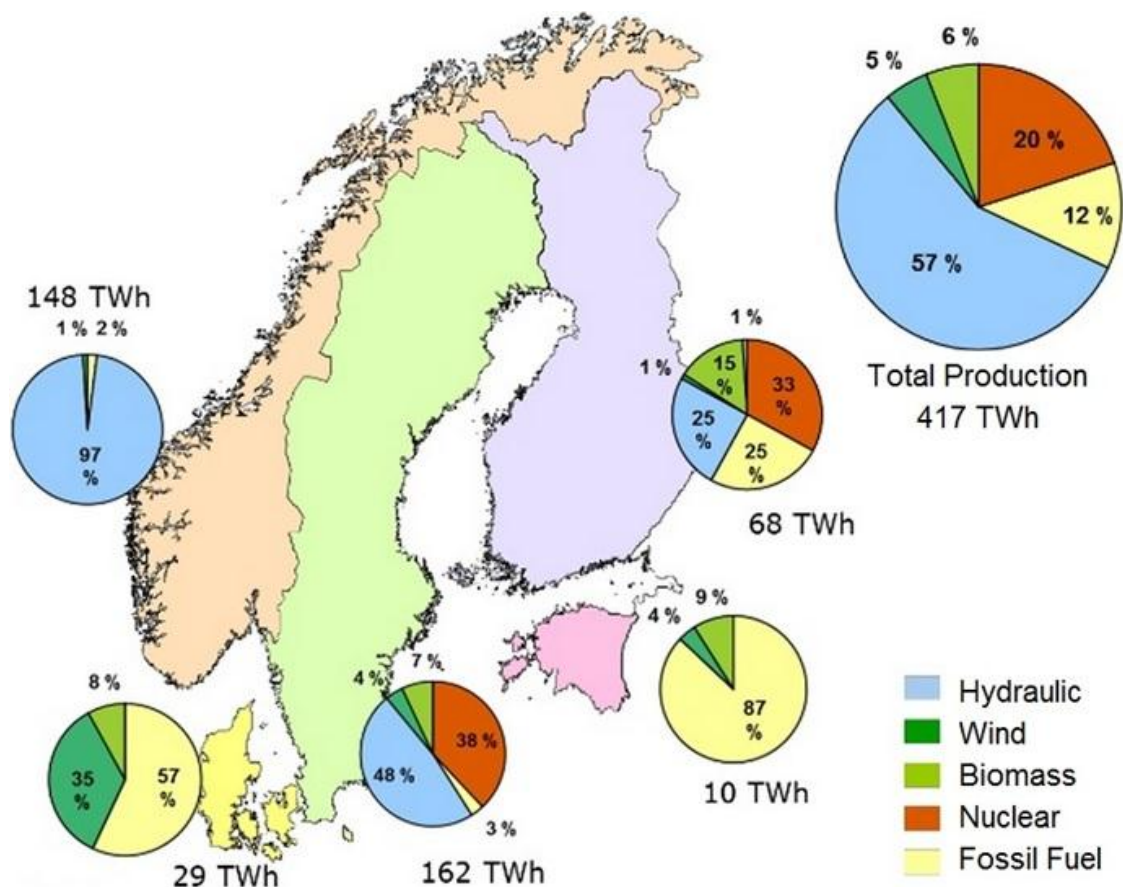 6 %
5 %
20 %
12 %
57 %
Total Production
417 TWh
148 TWh
1 % 2 %
97
%
1 %
1 %
15
%
33
%
25
%
25
%
68 TWh
4 %
9 %
87
%
10 TWh
8 %
35
%
57
%
29 TWh
4 %
7 %
38 %
48 %
3 %
162 TWh
Hydraulic
Wind
Biomass
Nuclear
Fossil Fuel